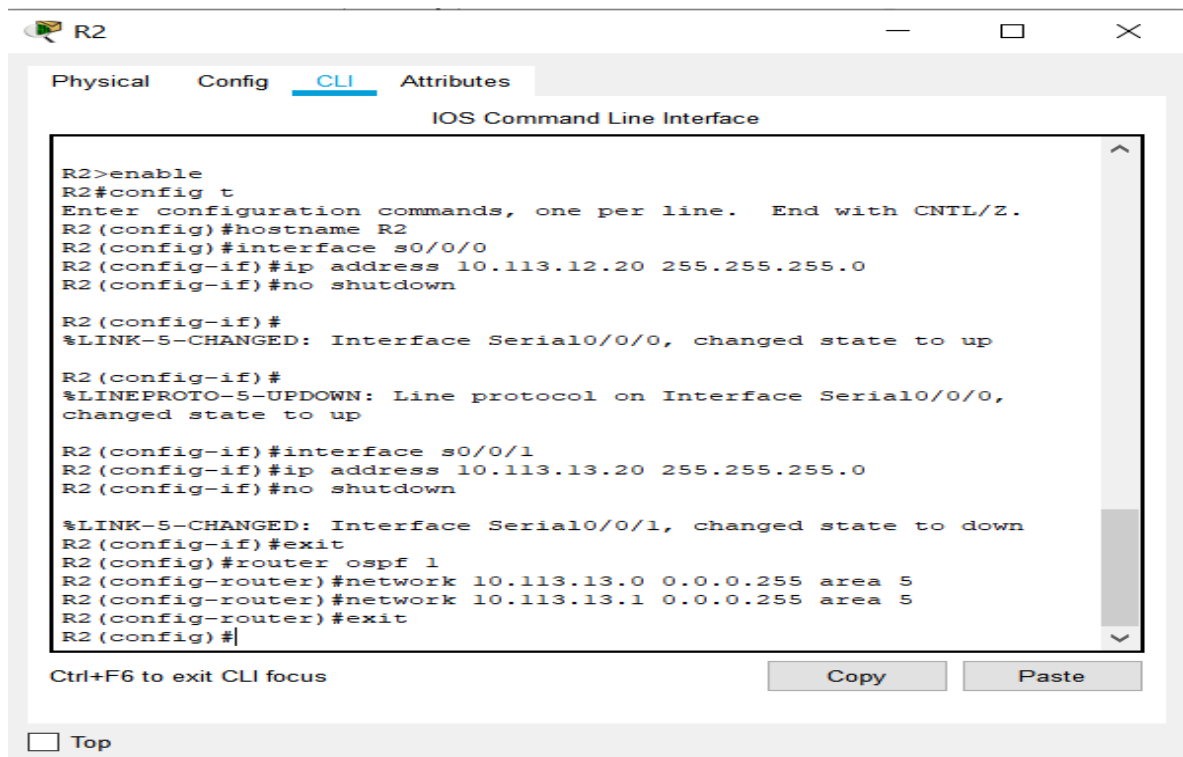 R2
Physical Config CLI Attributes
IOS Command Line Interface
R2>enable
R2#config t
Enter configuration commands, one per line.  End with CNTL/Z.
R2(config)#hostname R2
R2(config)#interface s0/0/0
R2(config-if)#ip address 10.113.12.20 255.255.255.0
R2(config-if)#no shutdown
R2(config-if)#
%LINK-5-CHANGED: Interface Serial0/0/0, changed state to up
R2(config-if)#
%LINEPROTO-5-UPDOWN: Line protocol on Interface Serial0/0/0,
changed state to up
R2(config-if)#interface s0/0/1
R2(config-if)#ip address 10.113.13.20 255.255.255.0
R2(config-if)#no shutdown
%LINK-5-CHANGED: Interface Serial0/0/1, changed state to down
R2(config-if)#exit
R2(config)#router ospf 1
R2(config-router)#network 10.113.13.0 0.0.0.255 area 5
R2(config-router)#network 10.113.13.1 0.0.0.255 area 5
R2(config-router)#exit
R2(config)#
Ctrl+F6 to exit CLI focus
Copy Paste
Top